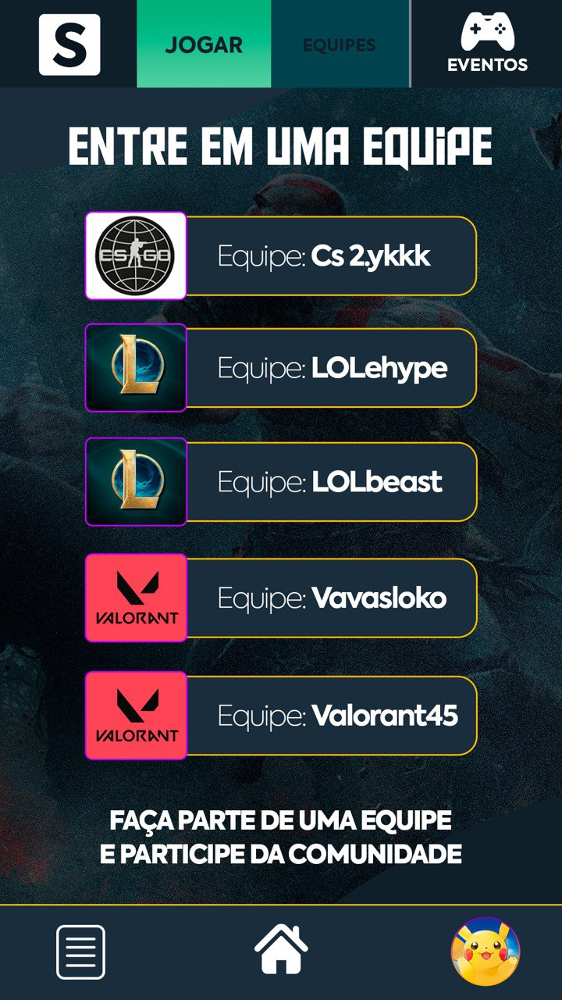 S
JOGAR
EQUIPES
EVENTOS
ENTRE EM UMA EQUIPE
CS GO
Equipe: Cs 2.ykkk
L
Equipe: LOLehype
L
Equipe: LOLbeast
VALORANT
Equipe: Vavasloko
VALORANT
Equipe: Valorant45
FAÇA PARTE DE UMA EQUIPE
E PARTICIPE DA COMUNIDADE